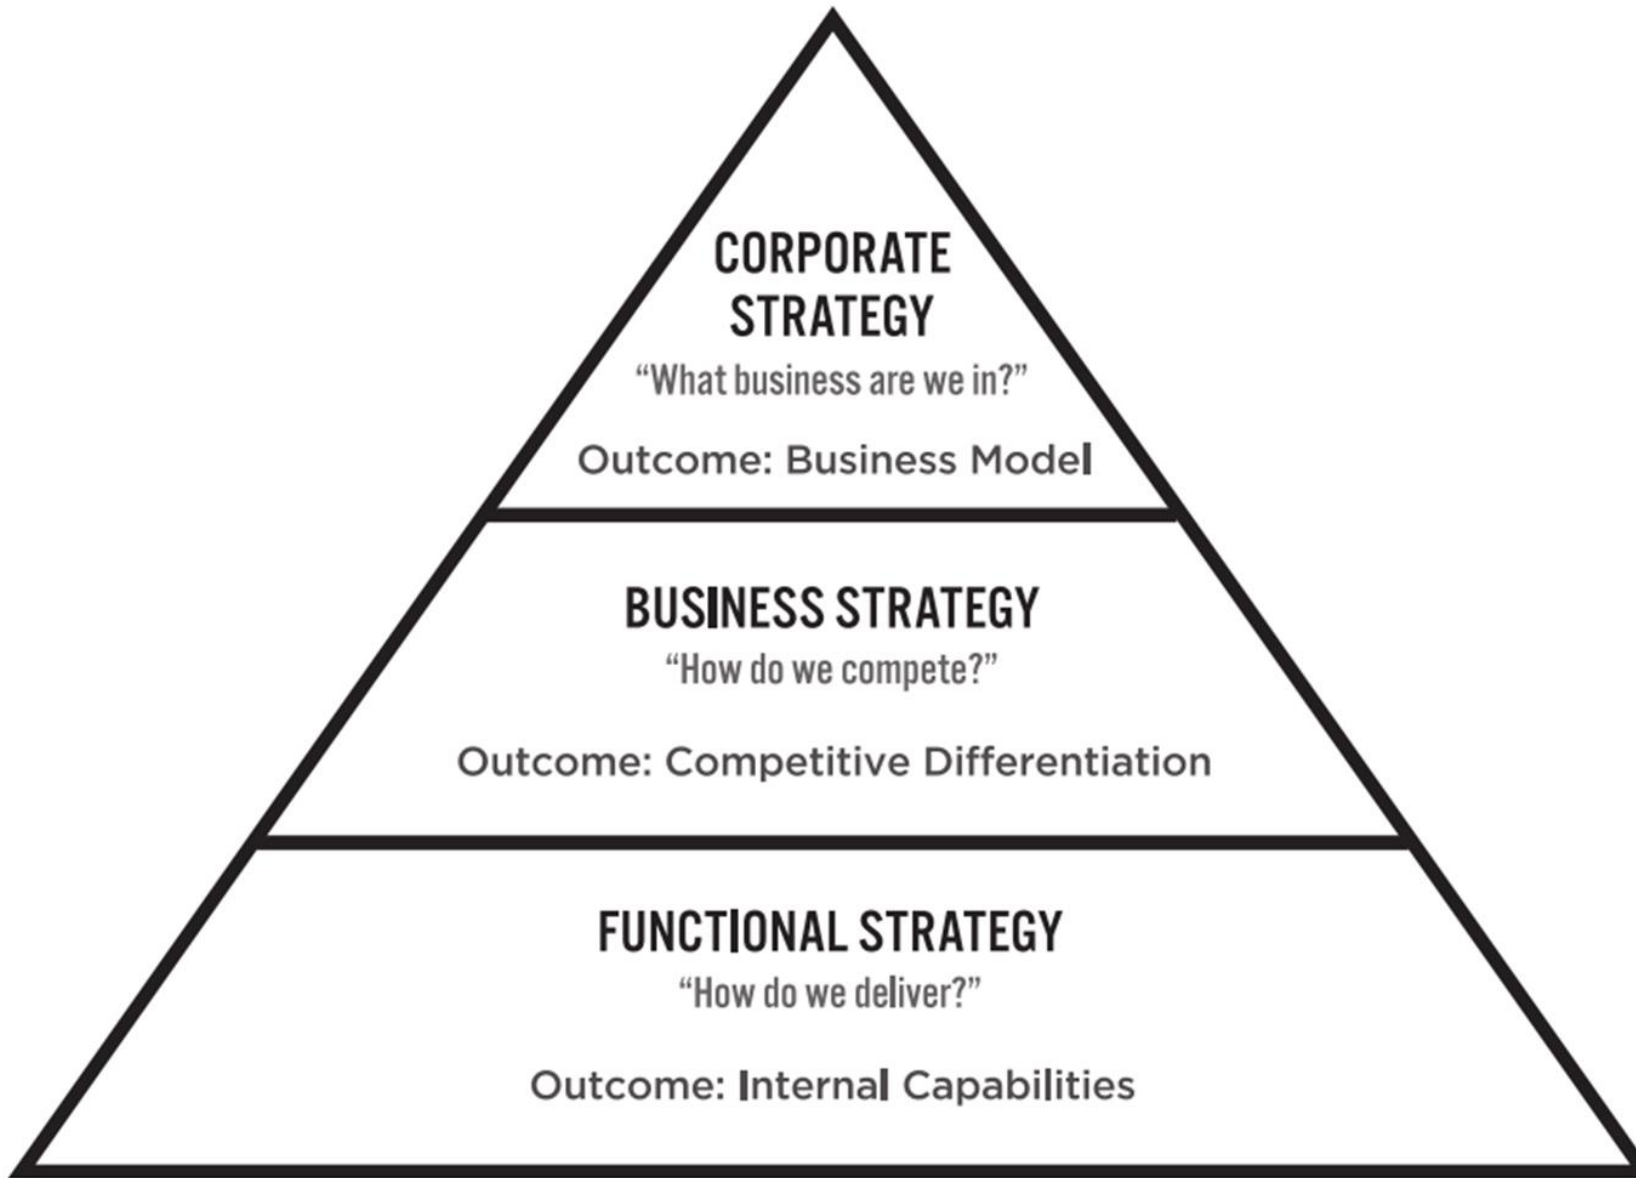 CORPORATE
STRATEGY
“What business are we in?”
Outcome: Business Model
BUSINESS STRATEGY
“How do we compete?”
Outcome: Competitive Differentiation
FUNCTIONAL STRATEGY
“How do we deliver?”
Outcome: Internal Capabilities